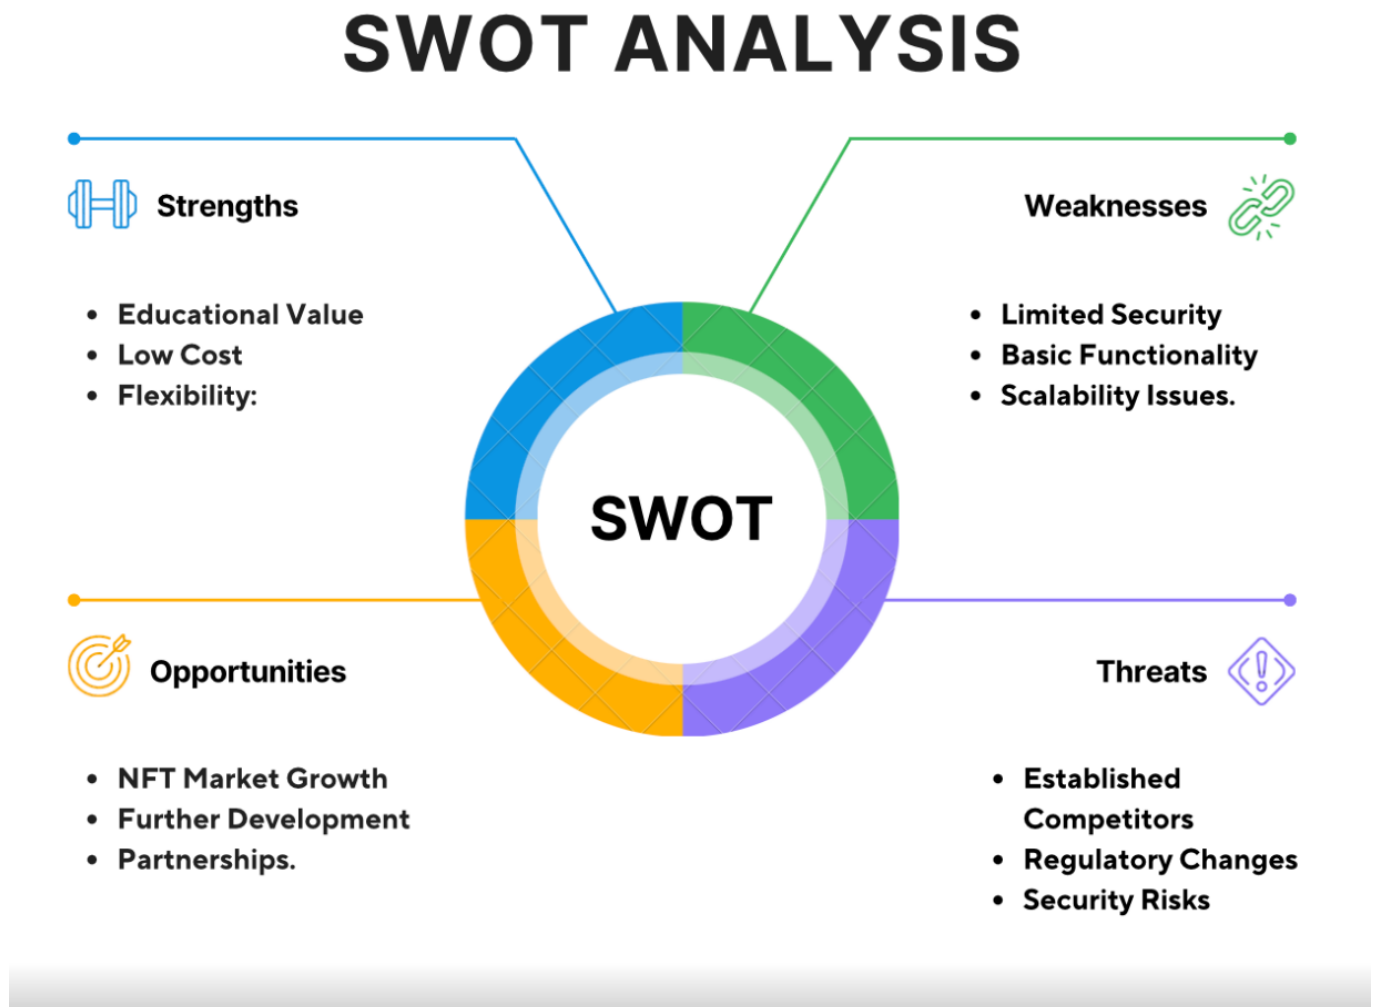 SWOT ANALYSIS
Strengths
• Educational Value
• Low Cost
• Flexibility:
Weaknesses
• Limited Security
• Basic Functionality
• Scalability Issues.
SWOT
Opportunities
• NFT Market Growth
• Further Development
• Partnerships.
Threats
• Established
Competitors
• Regulatory Changes
• Security Risks